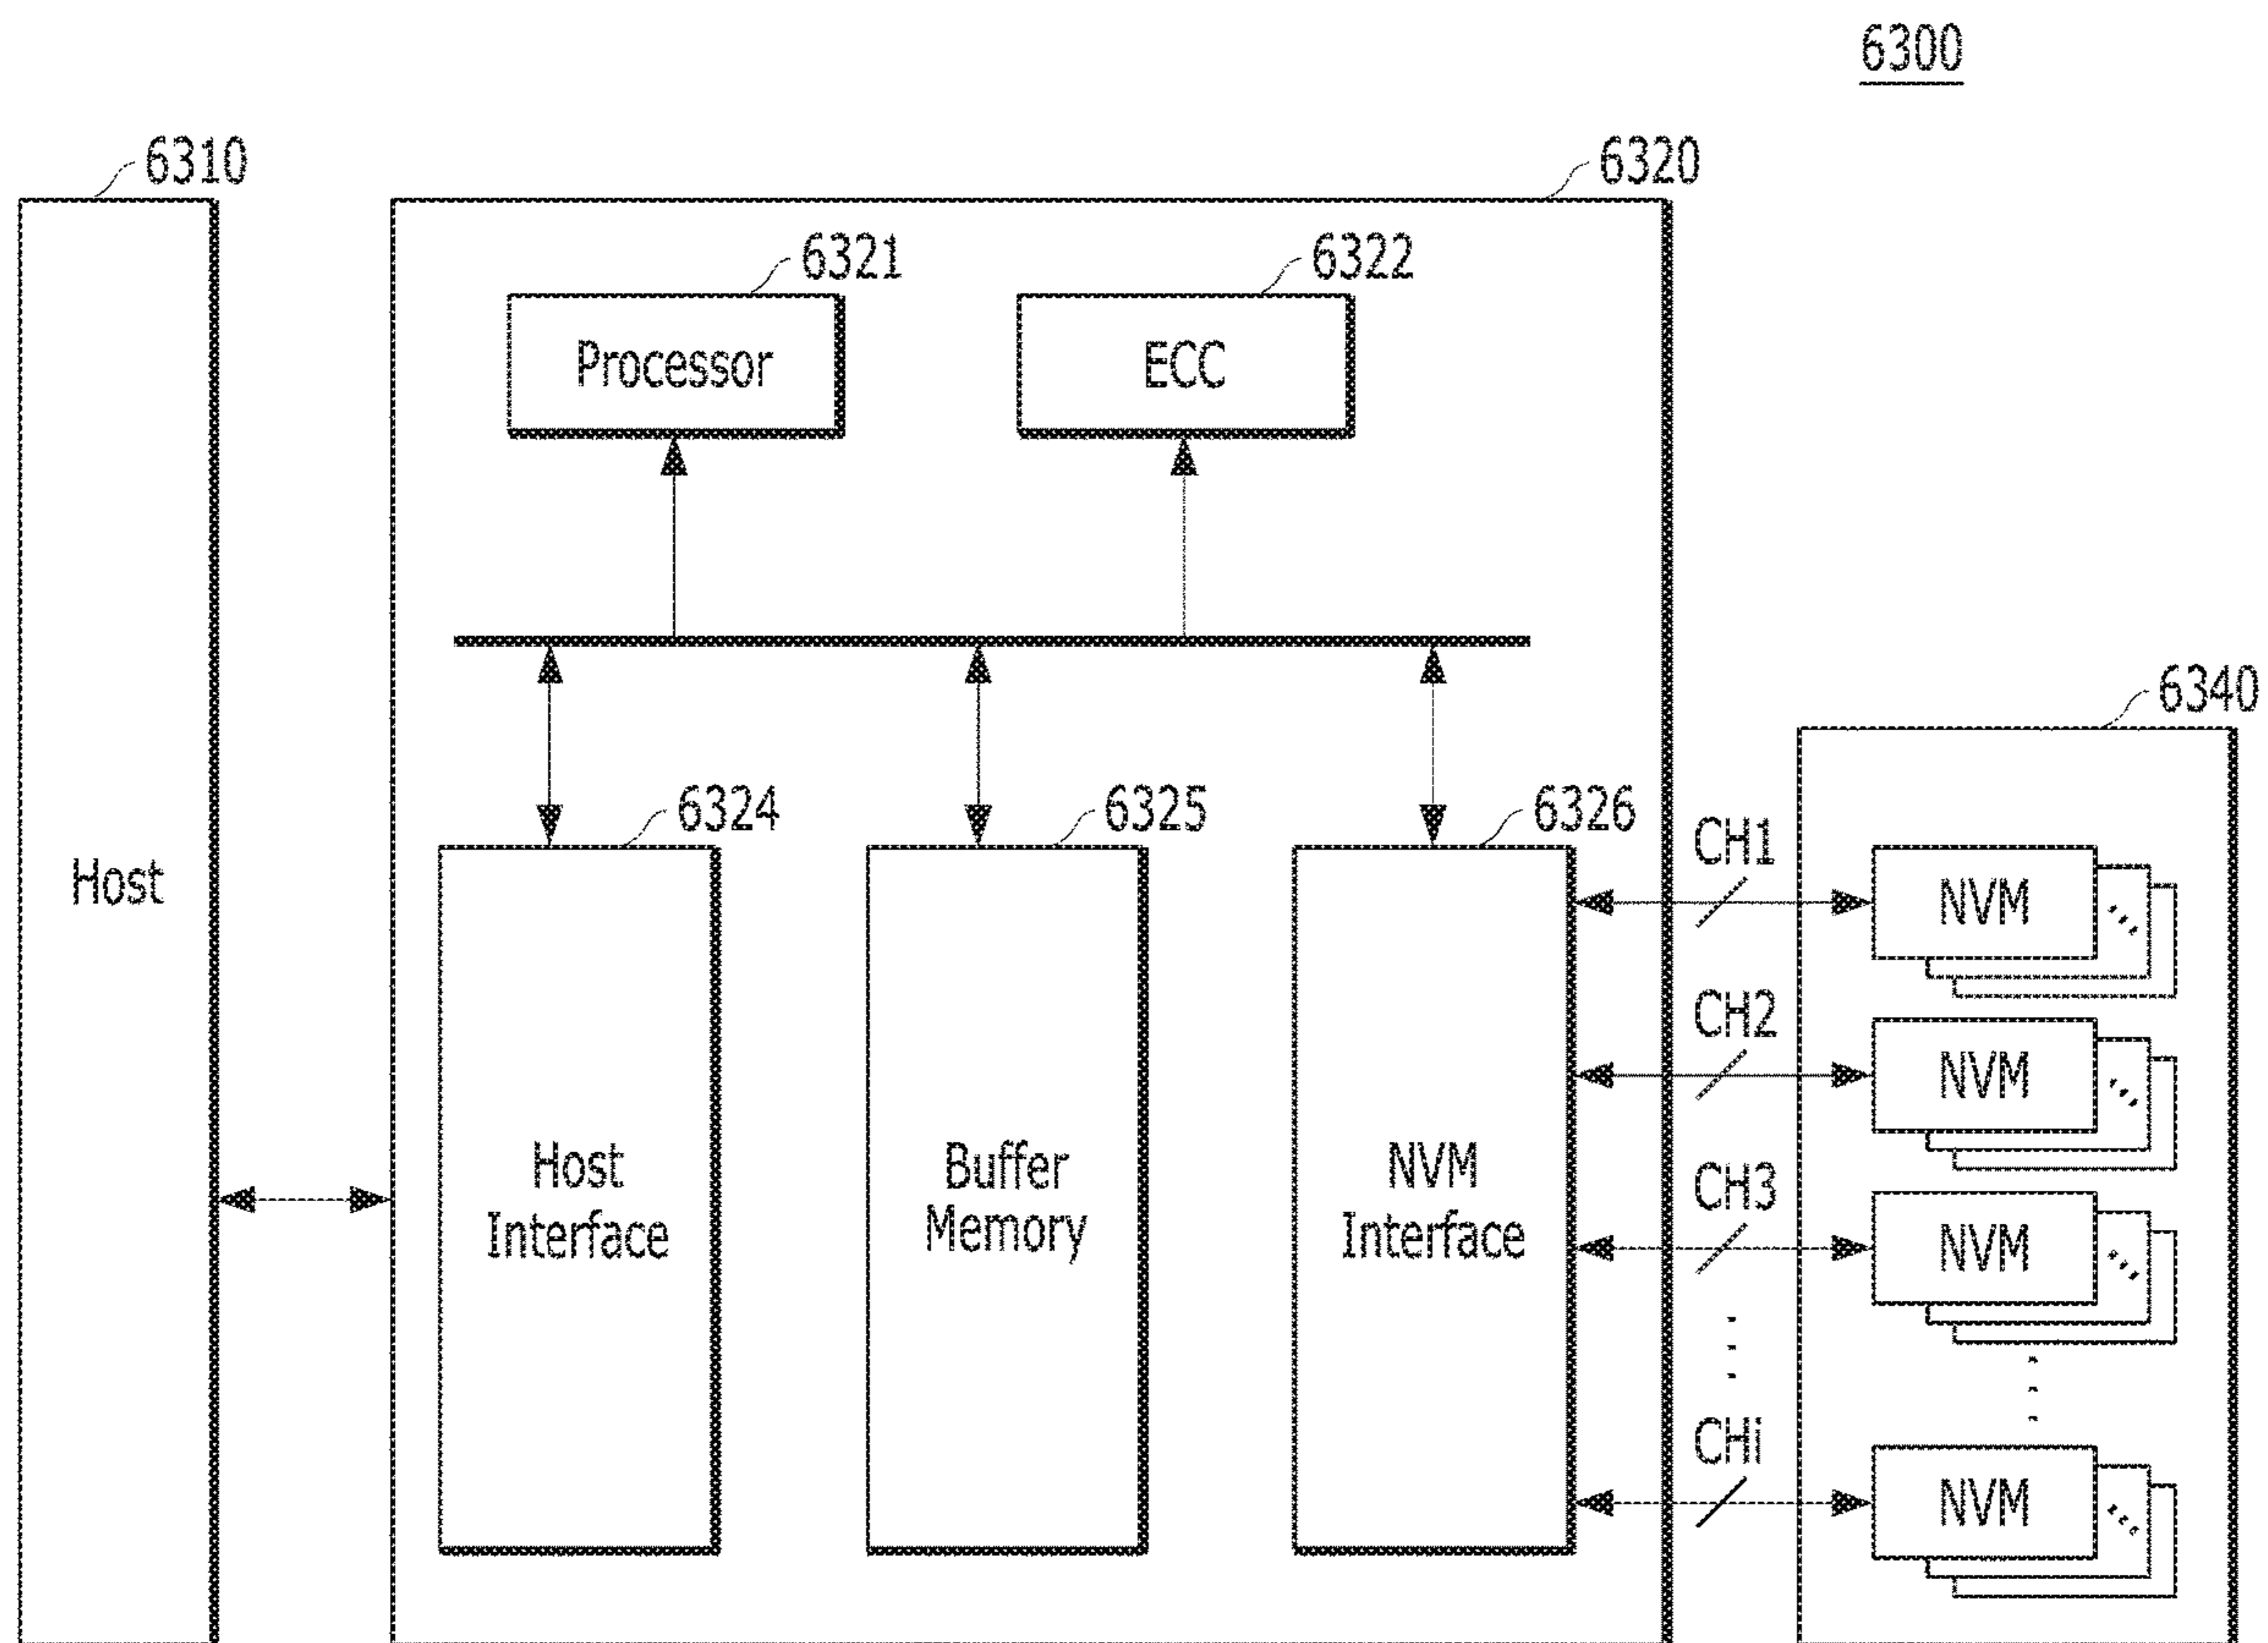 6300
6310
6320
6321
6322
Processor
ECC
6340
6324
6325
6326
CH1
Host
NVM
CH2
NVM
Host
Interface
Buffer
Memory
NVM
Interface
CH3
NVM
CHi
NVM